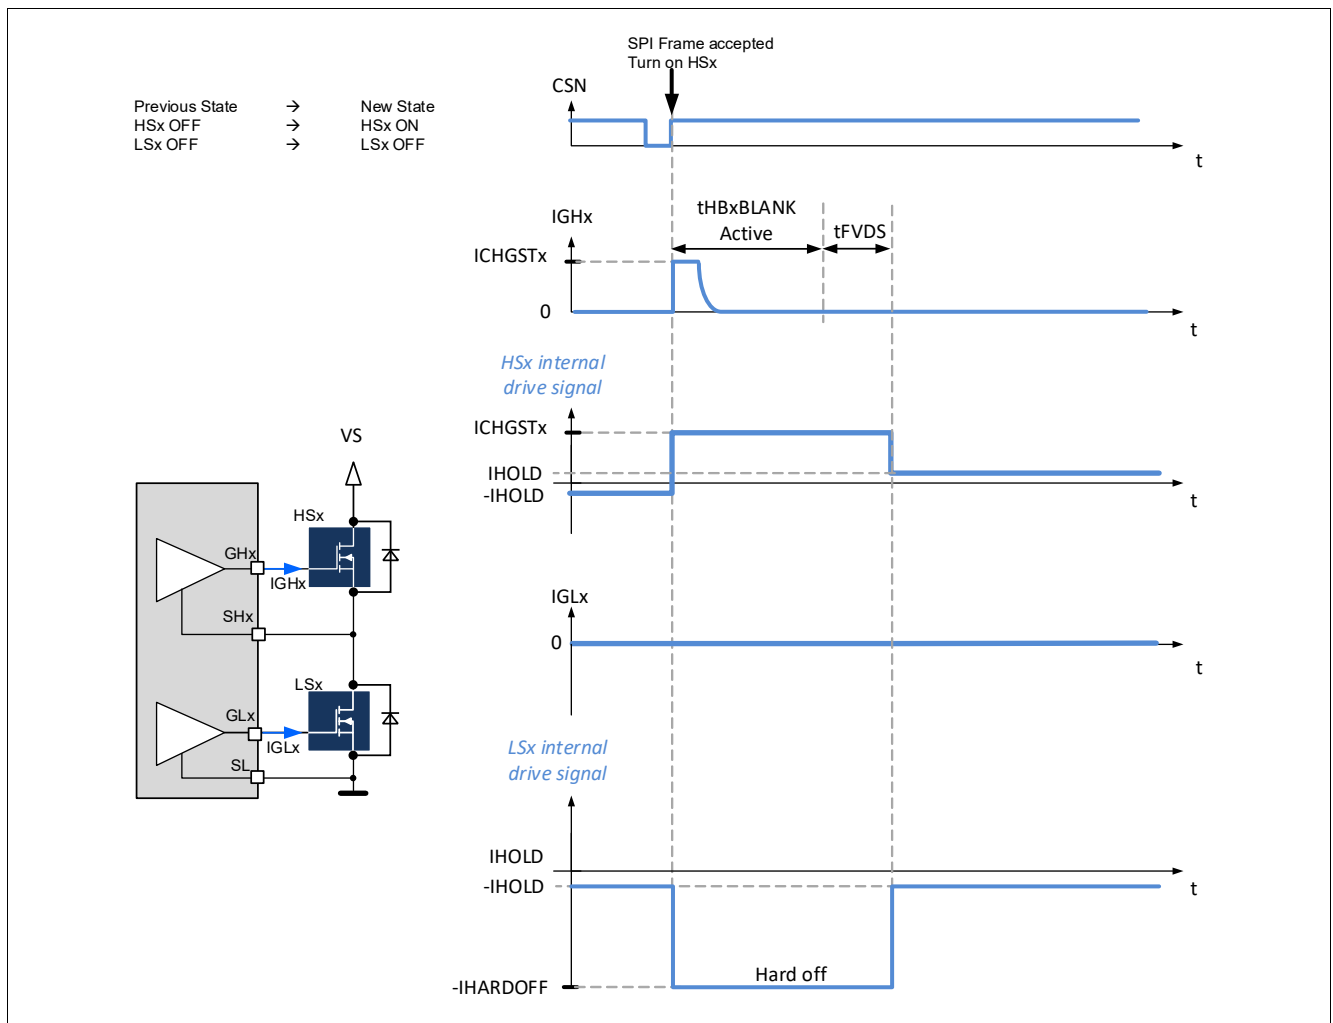 SPI Frame accepted
Turn on HSx
CSN
Previous State → New State
HSx OFF → HSx ON
LSx OFF → LSx OFF
t
IGHx
tHBxBLANK
Active
tFVDS
ICHGSTx
0
t
HSx internal
drive signal
ICHGSTx
IHOLD
-IHOLD
t
VS
HSx
GHx
IGHx
SHx
LSx
GLx
IGLx
SL
IGLx
0
t
LSx internal
drive signal
IHOLD
-IHOLD
t
Hard off
-IHARDOFF